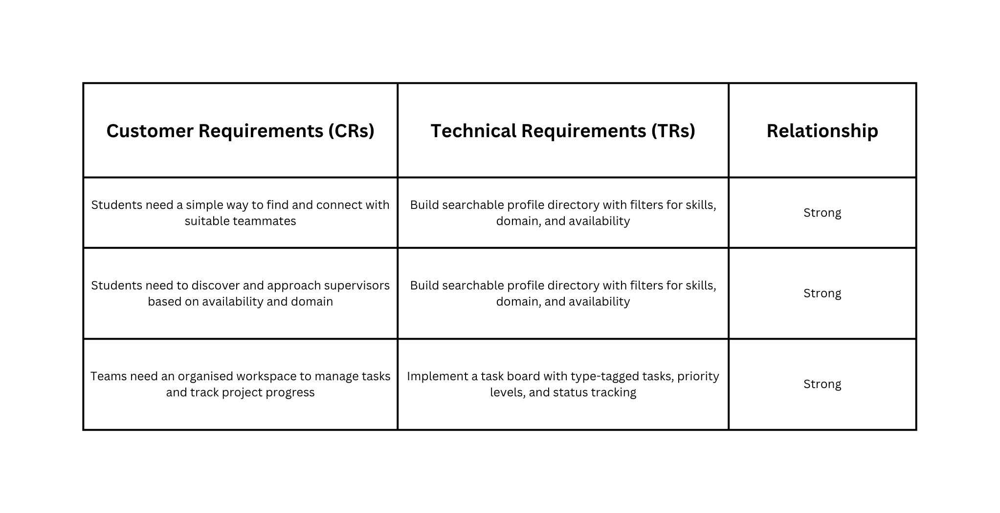 Customer Requirements (CRs)
Technical Requirements (TRs)
Relationship
Students need a simple way to find and connect with
suitable teammates
Build searchable profile directory with filters for skills,
domain, and availability
Strong
Students need to discover and approach supervisors
based on availability and domain
Build searchable profile directory with filters for skills,
domain, and availability
Strong
Teams need an organised workspace to manage tasks
and track project progress
Implement a task board with type-tagged tasks, priority
levels, and status tracking
Strong